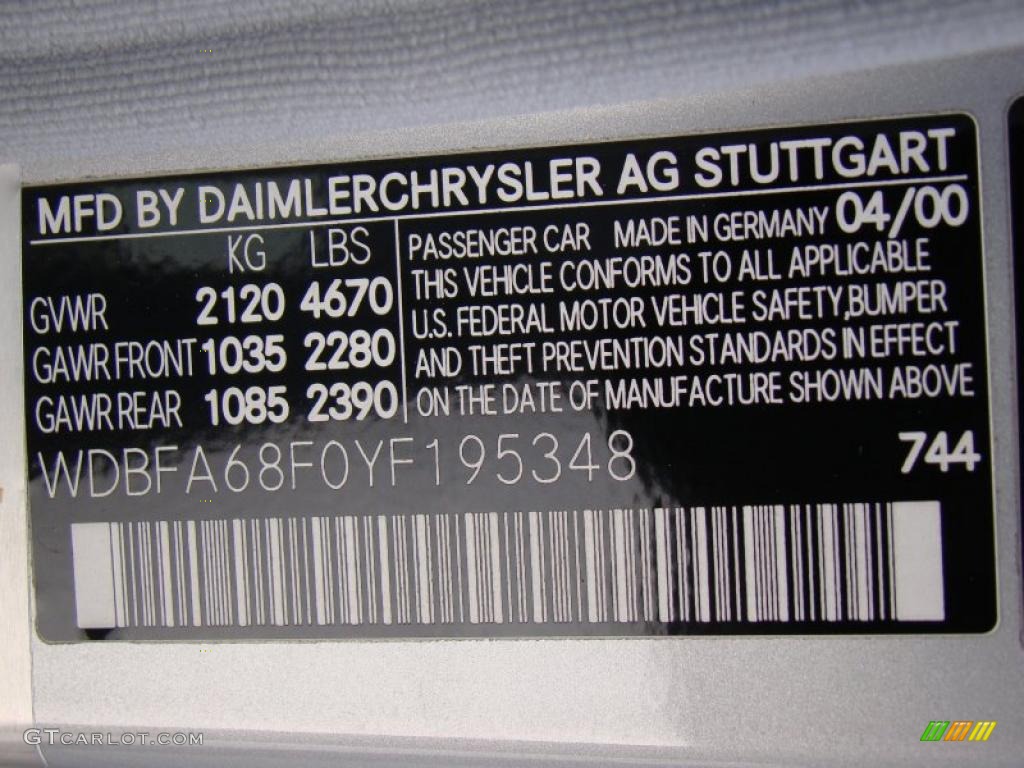 MFD BY DAIMLERCHRYSLER AG STUTTGART
KG LBS
GVWR 2120 4670
GAWR FRONT 1035 2280
GAWR REAR 1085 2390
PASSENGER CAR MADE IN GERMANY 04/00
THIS VEHICLE CONFORMS TO ALL APPLICABLE
U.S. FEDERAL MOTOR VEHICLE SAFETY,BUMPER
AND THEFT PREVENTION STANDARDS IN EFFECT
ON THE DATE OF MANUFACTURE SHOWN ABOVE
WDBFA68F0YF195348 744
GTCARLOT.COM